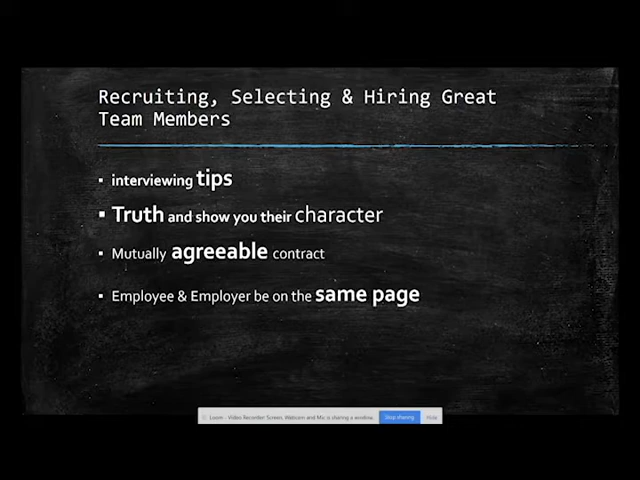 Recruiting, Selecting & Hiring Great
Team Members
▪ interviewing tips
▪ Truth and show you their character
▪ Mutually agreeable contract
▪ Employee & Employer be on the same page
Loom - Video Recorder: Screen, Webcam and Mic is sharing a window. Stop sharing Hide